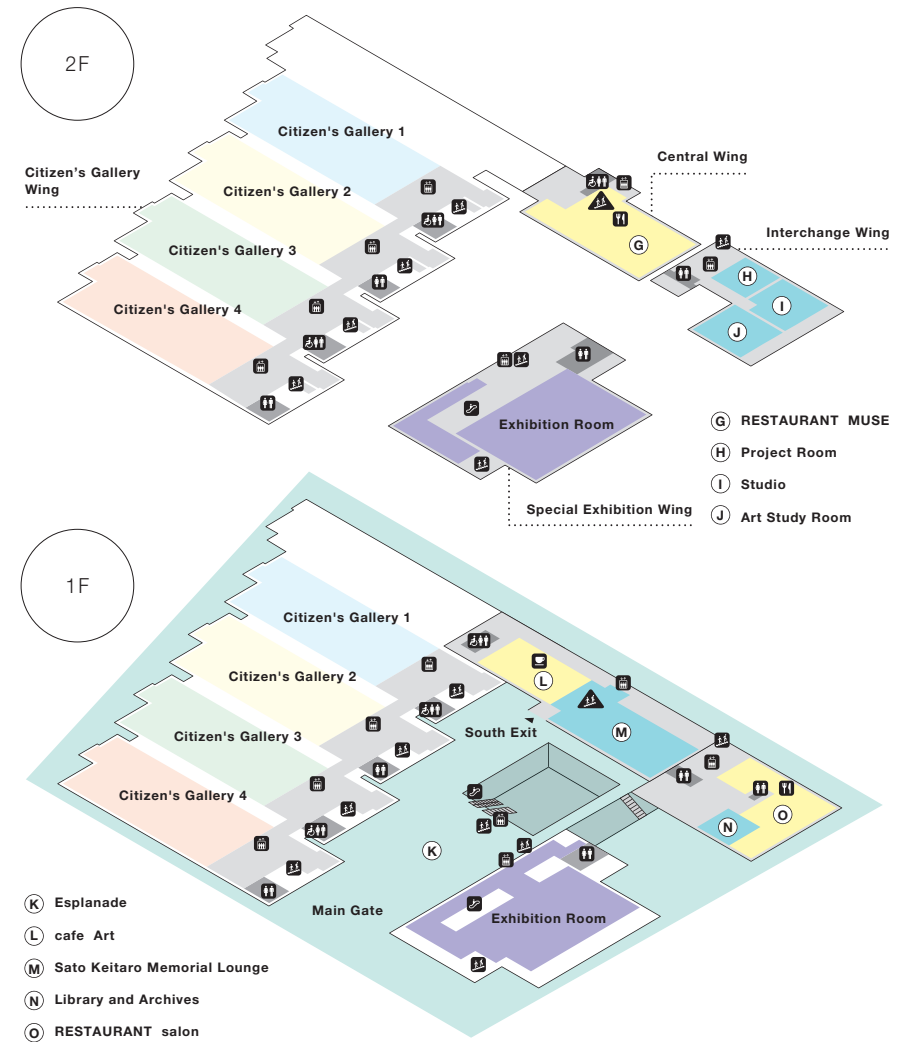 2F
Citizen's Gallery 1
Central Wing
Citizen's Gallery
Wing
Citizen's Gallery 2
Interchange Wing
Citizen's Gallery 3
G
H
I
J
Citizen's Gallery 4
Exhibition Room
G RESTAURANT MUSE
H Project Room
I Studio
J Art Study Room
Special Exhibition Wing
1F
Citizen's Gallery 1
Citizen's Gallery 2
L
Citizen's Gallery 3
South Exit
M
Citizen's Gallery 4
O
N
K
Main Gate
Exhibition Room
K Esplanade
L cafe Art
M Sato Keitaro Memorial Lounge
N Library and Archives
O RESTAURANT salon